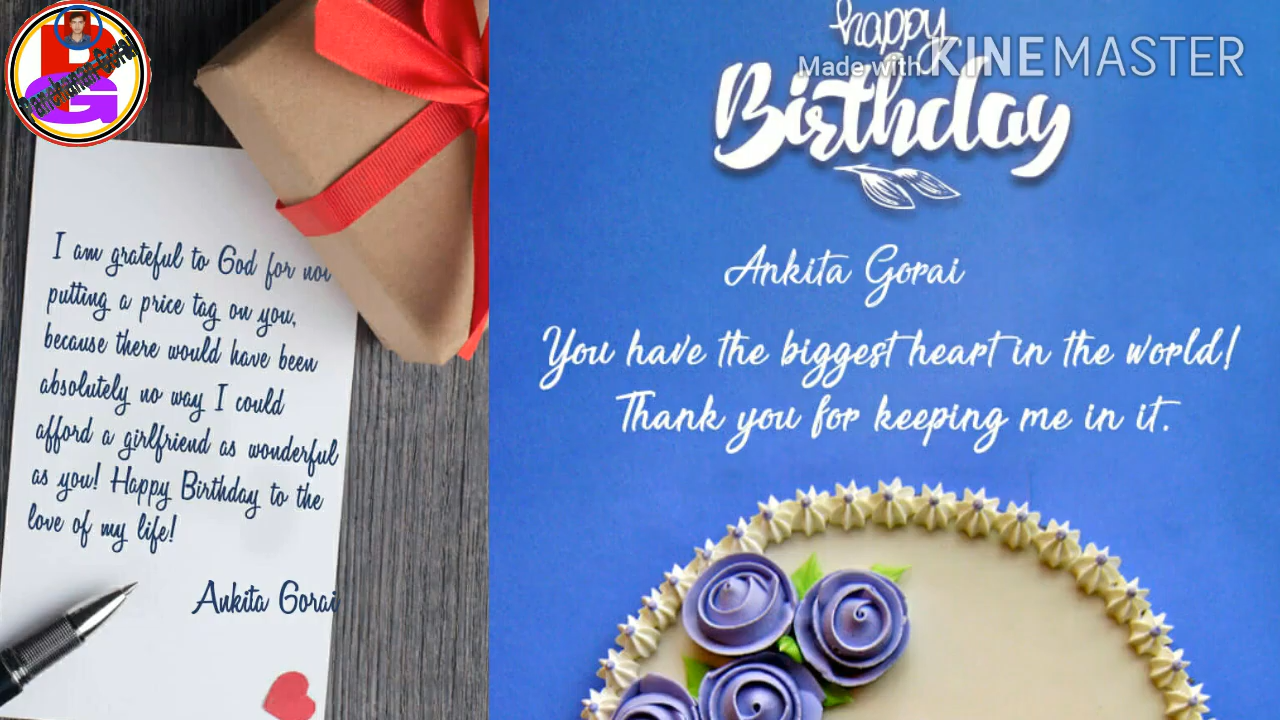 Panchanan Gorai
P
G
I am grateful to God for not
putting a price tag on you,
because there would have been
absolutely no way I could
afford a girlfriend as wonderful
as you! Happy Birthday to the
love of my life!
Ankita Gorai
happy
Made with KINEMASTER
Birthday
Ankita Gorai
You have the biggest heart in the world!
Thank you for keeping me in it.